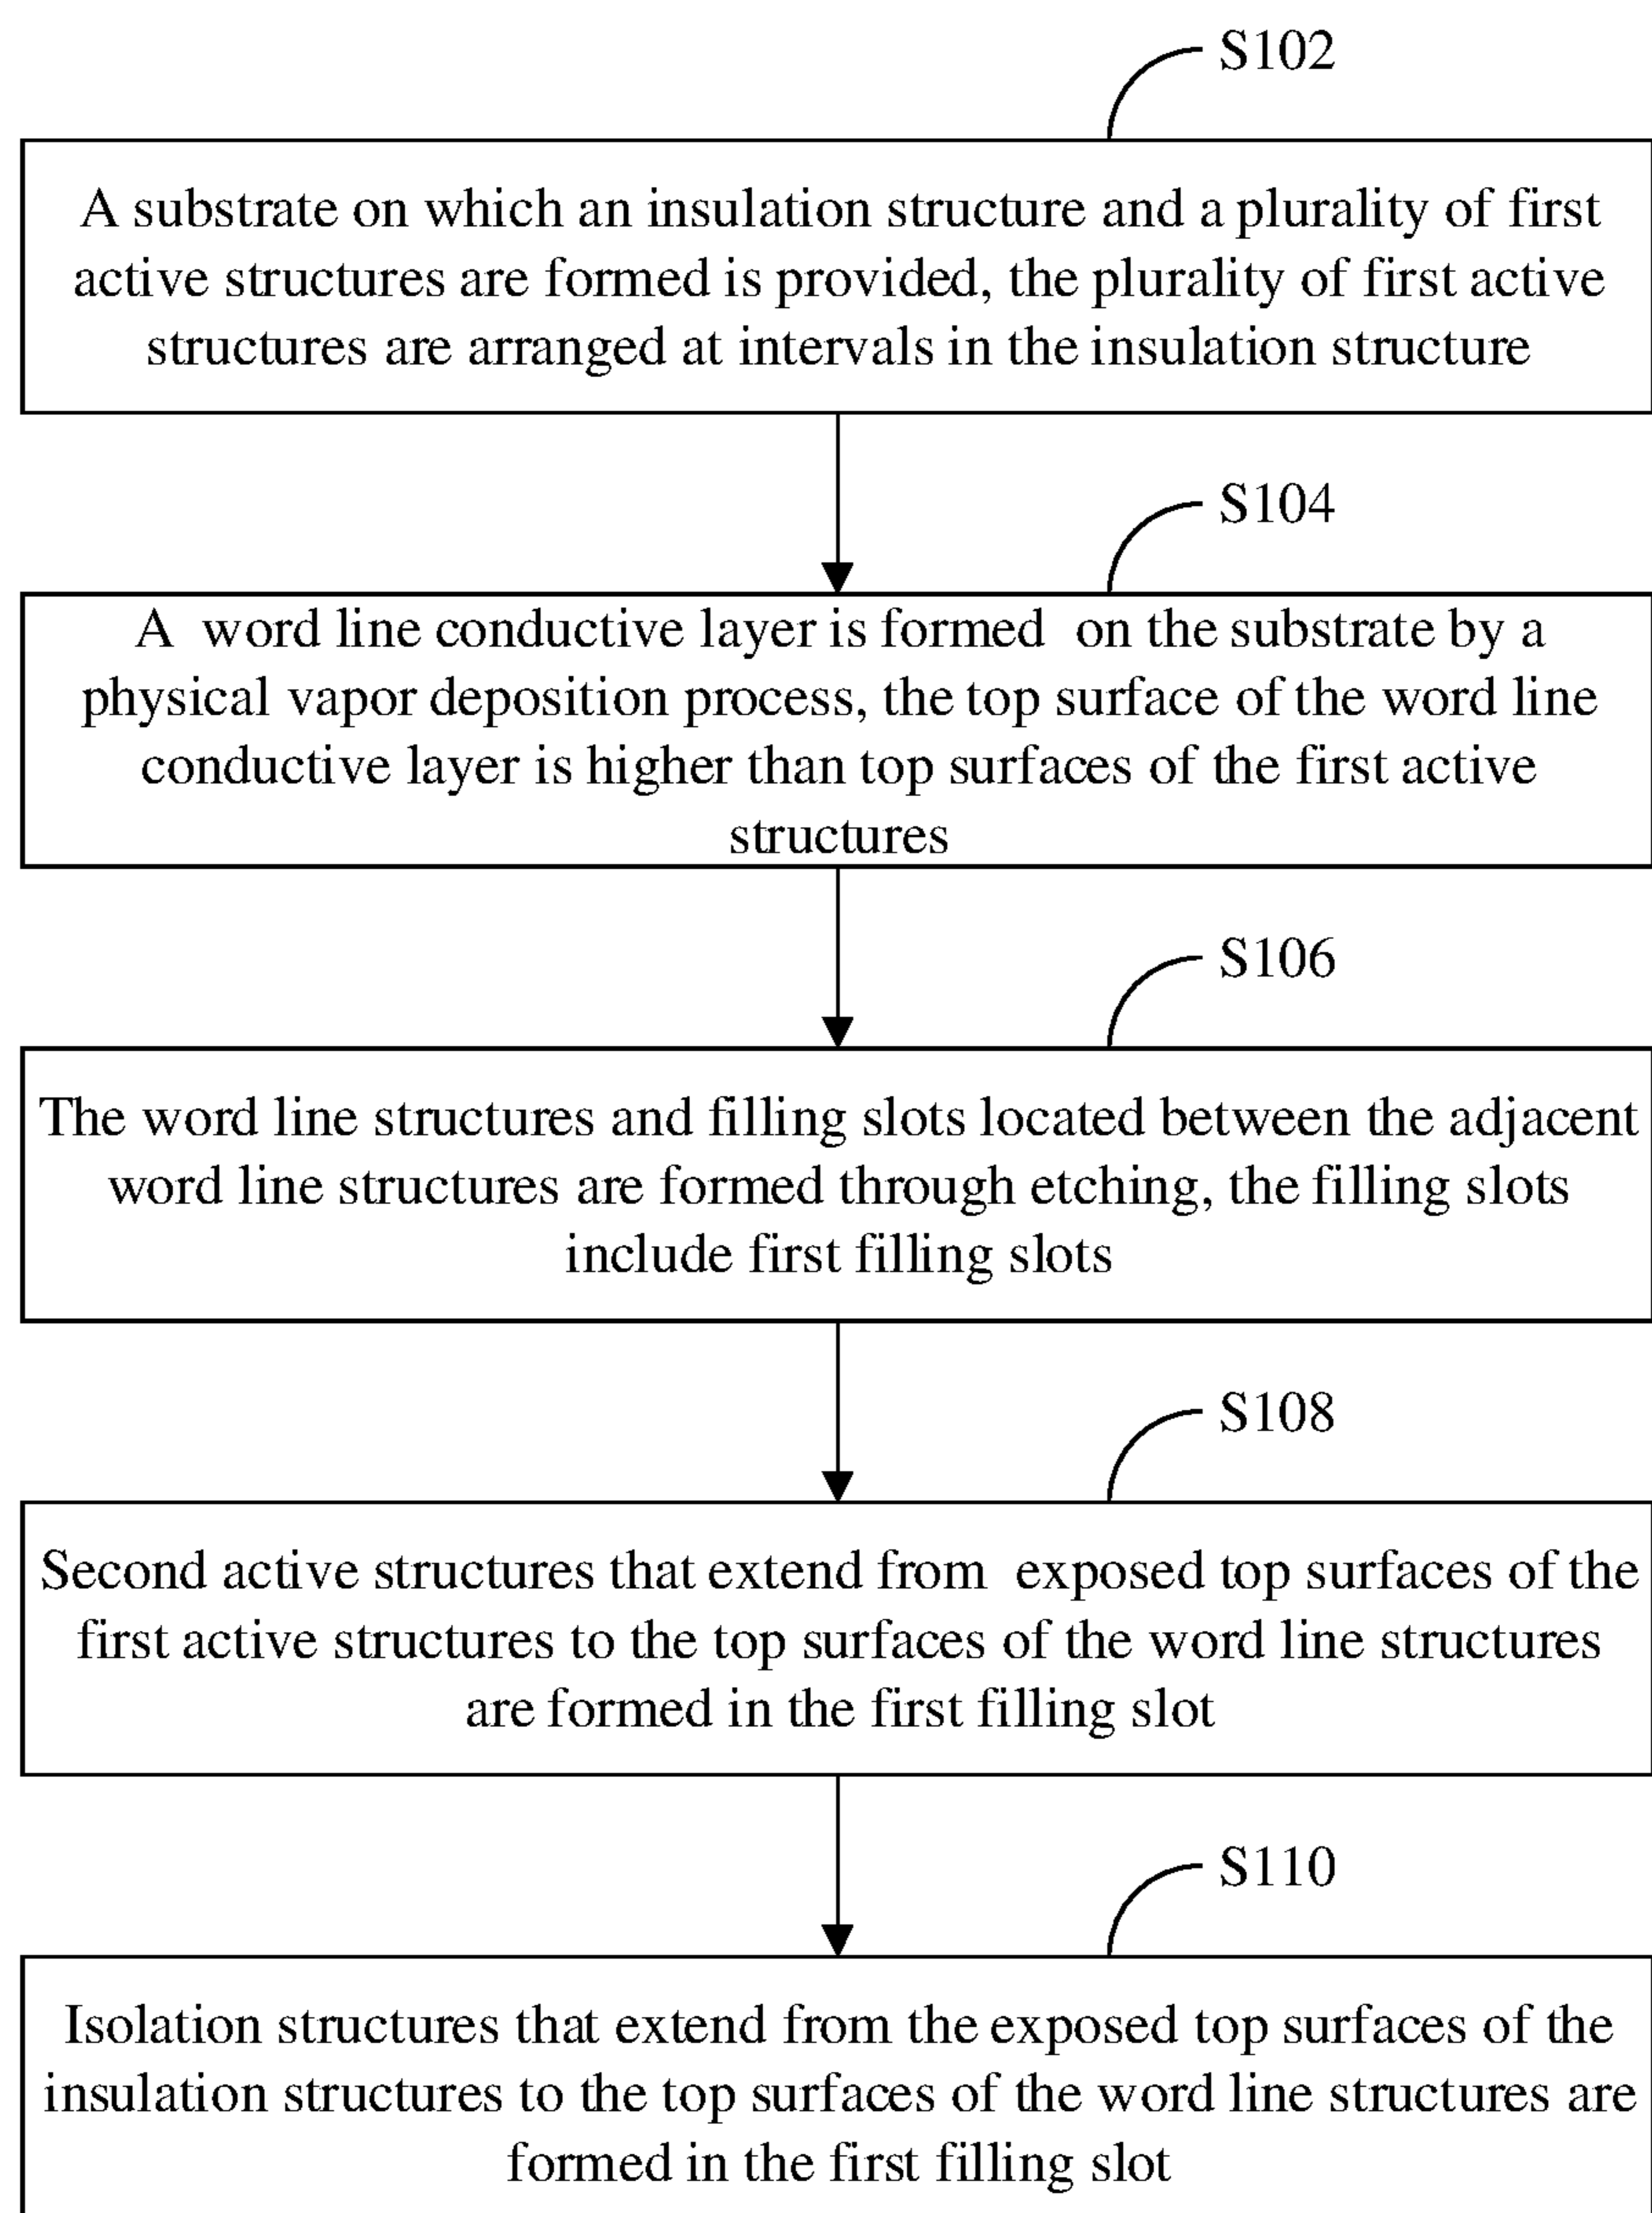 S102
A substrate on which an insulation structure and a plurality of first
active structures are formed is provided, the plurality of first active
structures are arranged at intervals in the insulation structure
S104
A word line conductive layer is formed on the substrate by a
physical vapor deposition process, the top surface of the word line
conductive layer is higher than top surfaces of the first active
structures
S106
The word line structures and filling slots located between the adjacent
word line structures are formed through etching, the filling slots
include first filling slots
S108
Second active structures that extend from exposed top surfaces of the
first active structures to the top surfaces of the word line structures
are formed in the first filling slot
S110
Isolation structures that extend from the exposed top surfaces of the
insulation structures to the top surfaces of the word line structures are
formed in the first filling slot